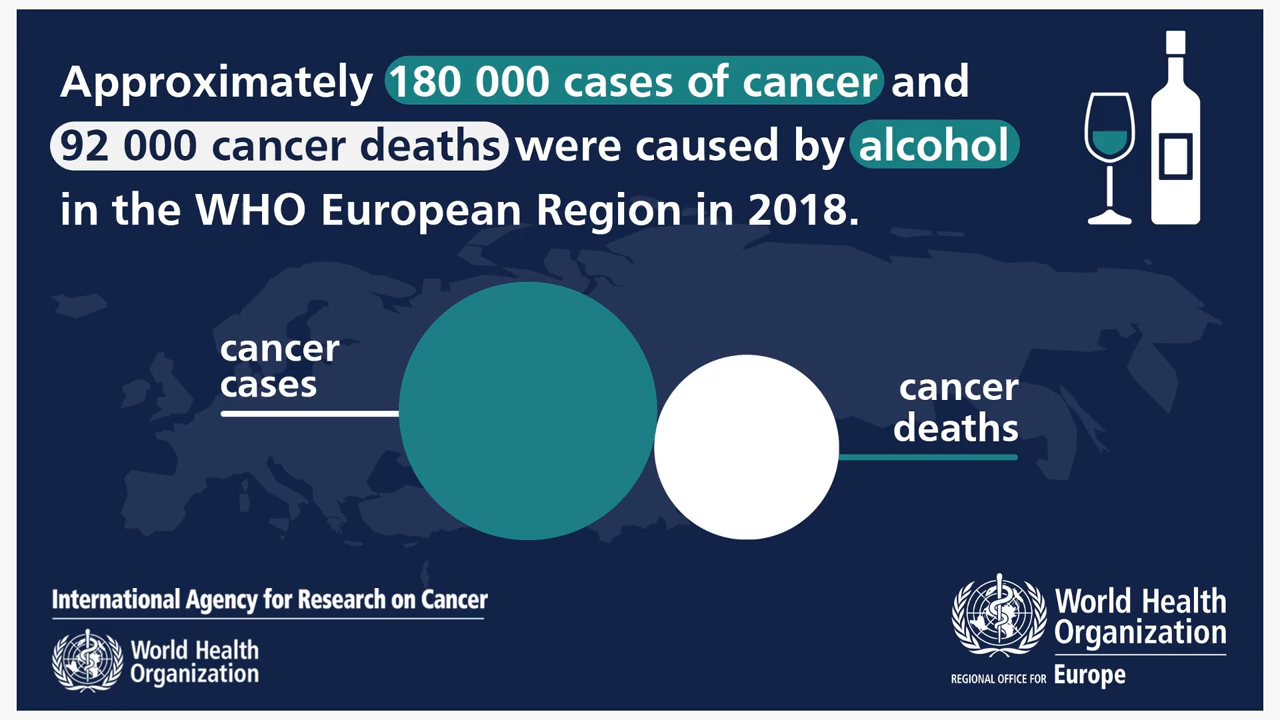 Approximately 180 000 cases of cancer and
92 000 cancer deaths were caused by alcohol
in the WHO European Region in 2018.
cancer
cases
cancer
deaths
International Agency for Research on Cancer
World Health
Organization
World Health
Organization
REGIONAL OFFICE FOR Europe